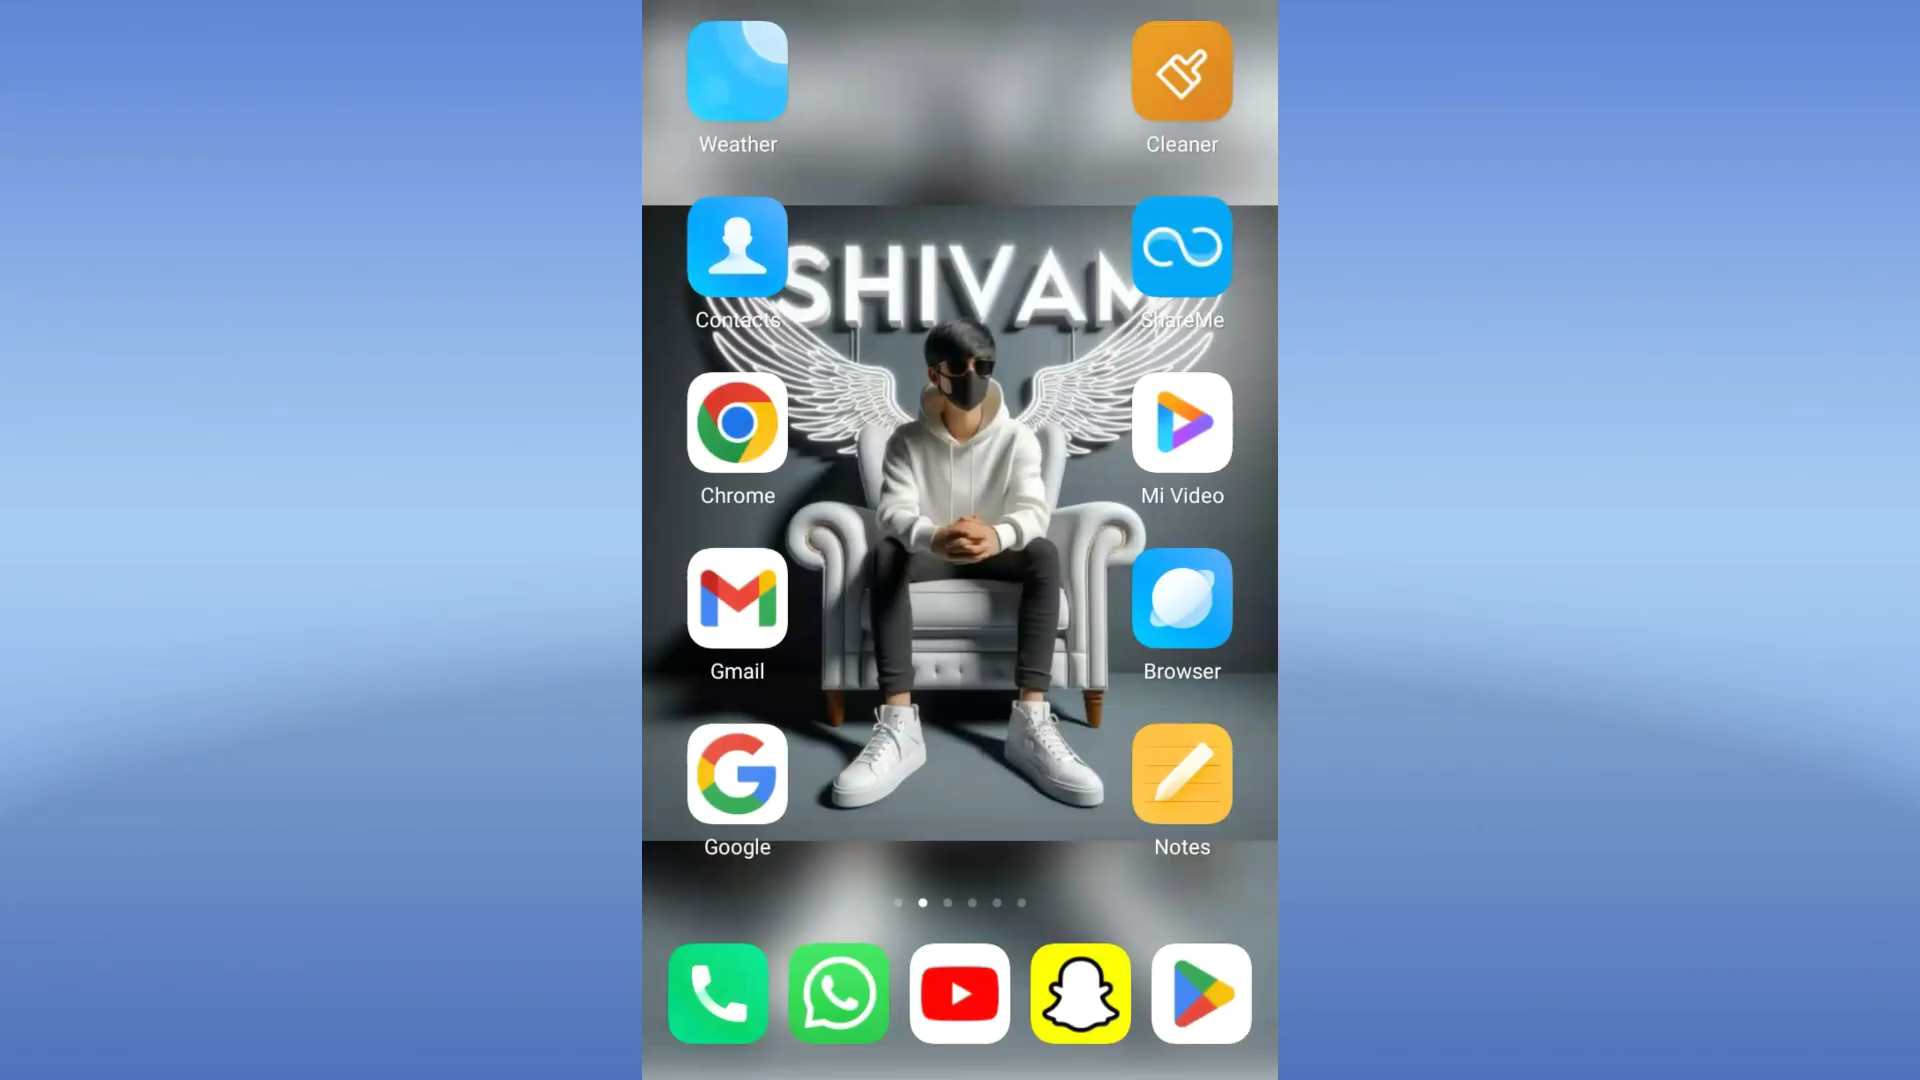 Weather Cleaner
SHIVAM
Contacts ShareMe
Chrome Mi Video
Gmail Browser
Google Notes